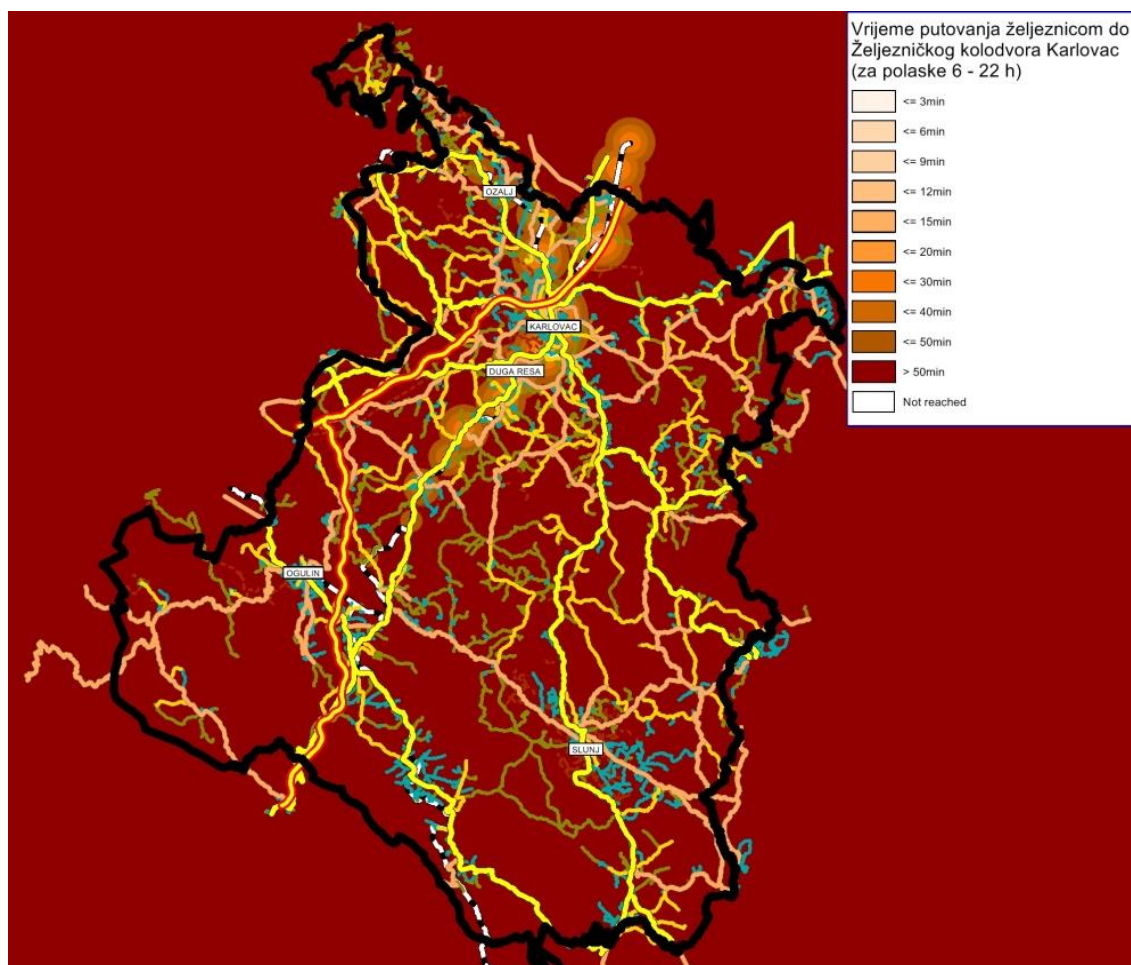 Vrijeme putovanja željeznicom do
Željezničkog kolodvora Karlovac
(za polaske 6 - 22 h)
<= 3min
<= 6min
<= 9min
<= 12min
<= 15min
<= 20min
<= 30min
<= 40min
<= 50min
> 50min
Not reached
OZALJ
KARLOVAC
DUGA RESA
OGULIN
SLUNJ